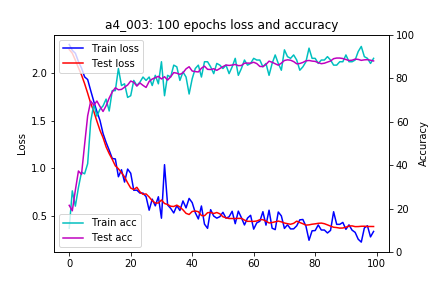 a4_003: 100 epochs loss and accuracy
Train loss
Test loss
Train acc
Test acc
Loss
2.0
1.5
1.0
0.5
Accuracy
100
80
60
40
20
0
0
20
40
60
80
100